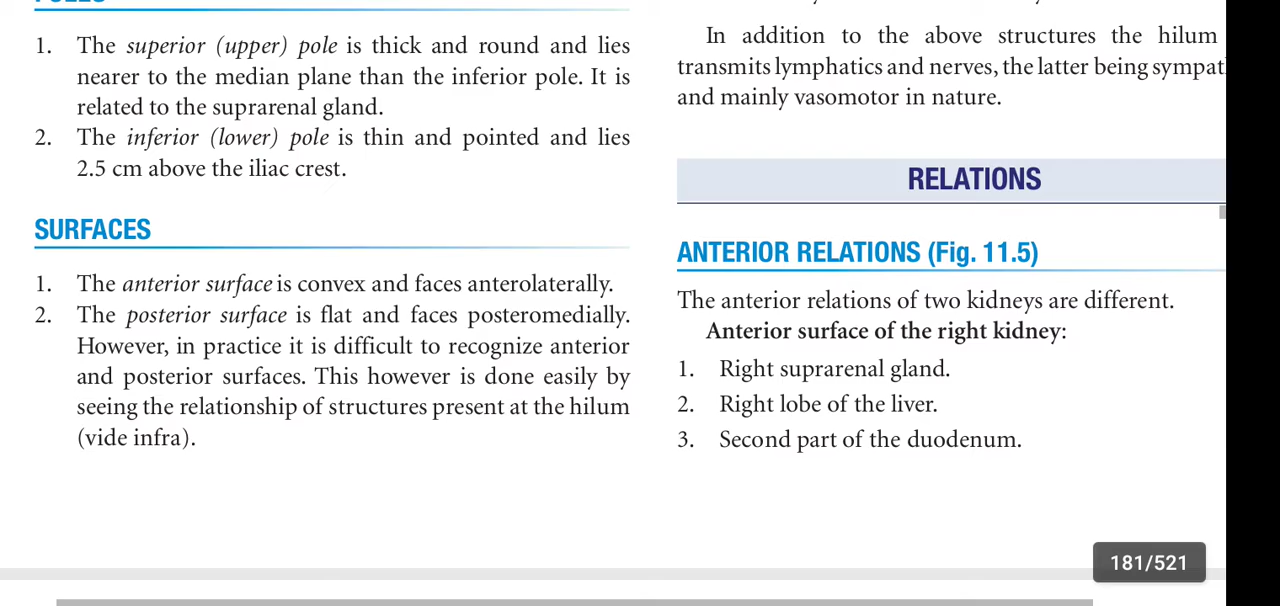 1. The superior (upper) pole is thick and round and lies
nearer to the median plane than the inferior pole. It is
related to the suprarenal gland.
2. The inferior (lower) pole is thin and pointed and lies
2.5 cm above the iliac crest.
SURFACES
1. The anterior surface is convex and faces anterolaterally.
2. The posterior surface is flat and faces posteromedially.
However, in practice it is difficult to recognize anterior
and posterior surfaces. This however is done easily by
seeing the relationship of structures present at the hilum
(vide infra).
In addition to the above structures the hilum
transmits lymphatics and nerves, the latter being sympat
and mainly vasomotor in nature.
RELATIONS
ANTERIOR RELATIONS (Fig. 11.5)
The anterior relations of two kidneys are different.
Anterior surface of the right kidney:
1. Right suprarenal gland.
2. Right lobe of the liver.
3. Second part of the duodenum.
181/521